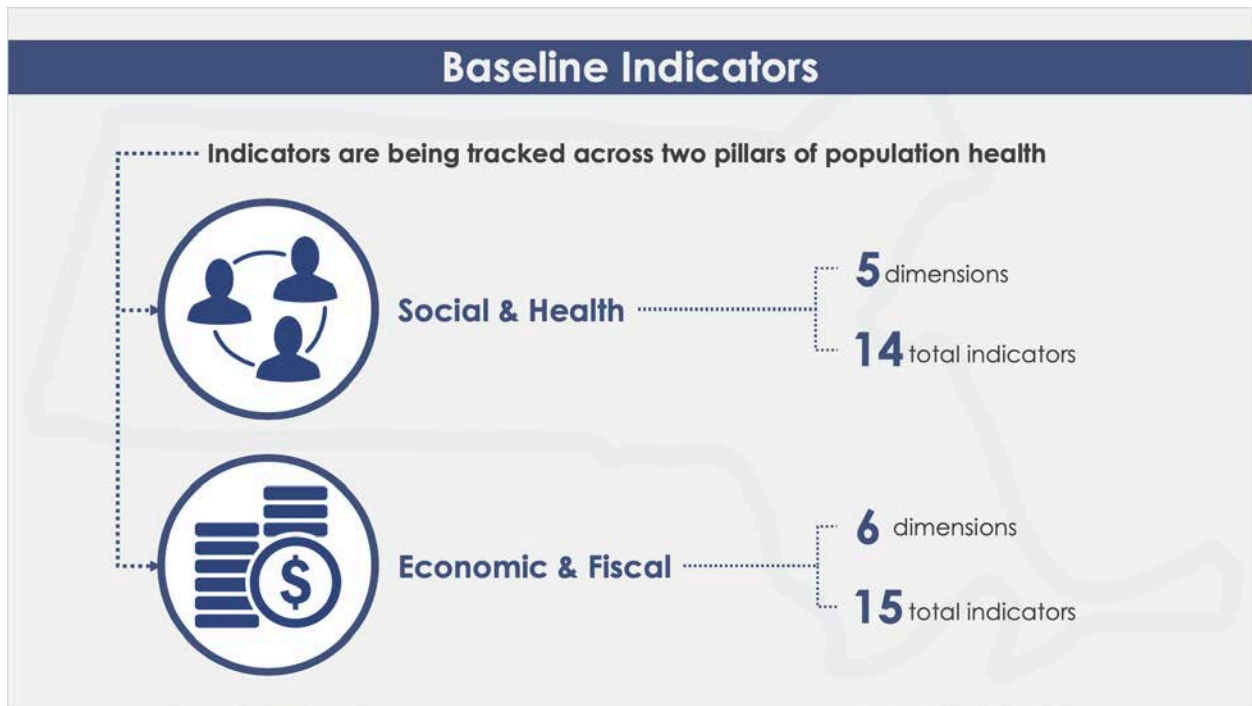 Baseline Indicators
Indicators are being tracked across two pillars of population health
Social & Health
5 dimensions
14 total indicators
$
Economic & Fiscal
6 dimensions
15 total indicators